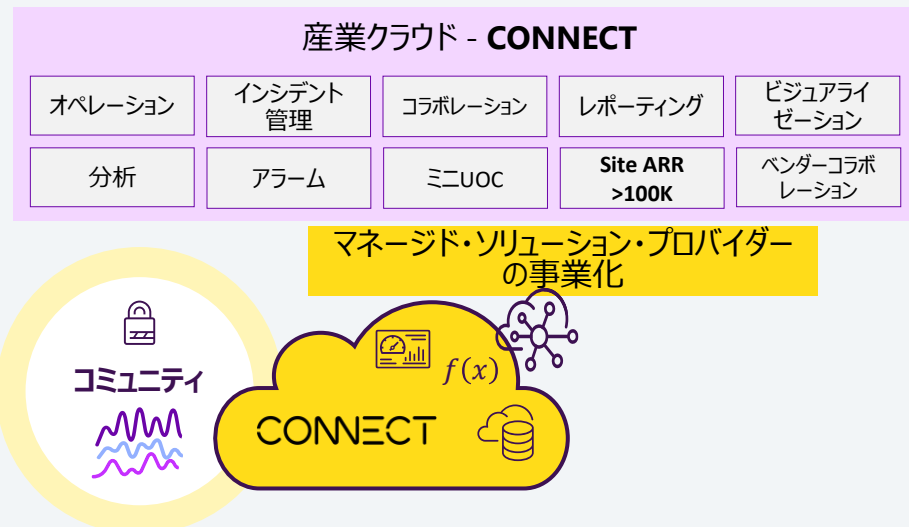 産業クラウド - CONNECT
オペレーション
インシデント
管理
コラボレーション
レポーティング
ビジュアライ
ゼーション
分析
アラーム
ミニUOC
Site ARR
>100K
ベンダーコラボ
レーション
マネージド・ソリューション・プロバイダー
の事業化
コミュニティ
f(x)
CONNECT